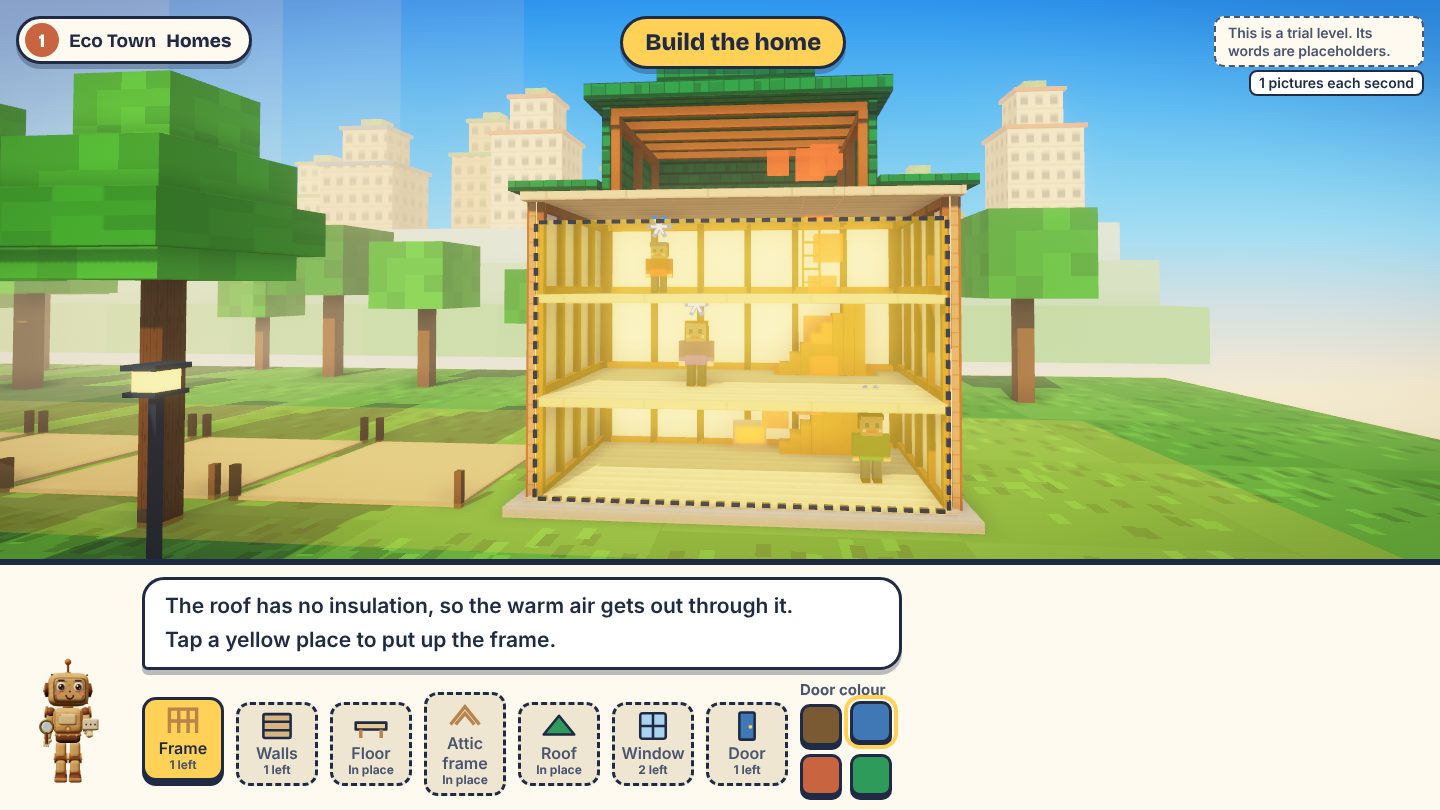 1 Eco Town Homes
Build the home
This is a trial level. Its
words are placeholders.
1 pictures each second
The roof has no insulation, so the warm air gets out through it.
Tap a yellow place to put up the frame.
Door colour
Frame
1 left
Walls
1 left
Floor
In place
Attic
frame
In place
Roof
In place
Window
2 left
Door
1 left